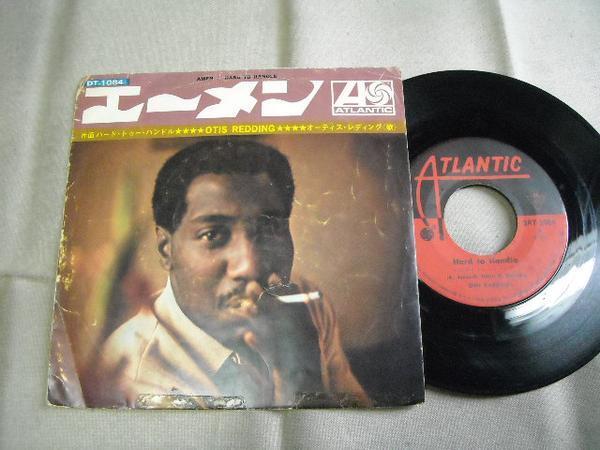 DT-1084
AMEN HARD TO HANDLE
エーメン
ATLANTIC
片面ハード・トゥー・ハンドル★★★★OTIS REDDING★★★★オーティス・レディング(歌)
ATLANTIC
Hard to Handle